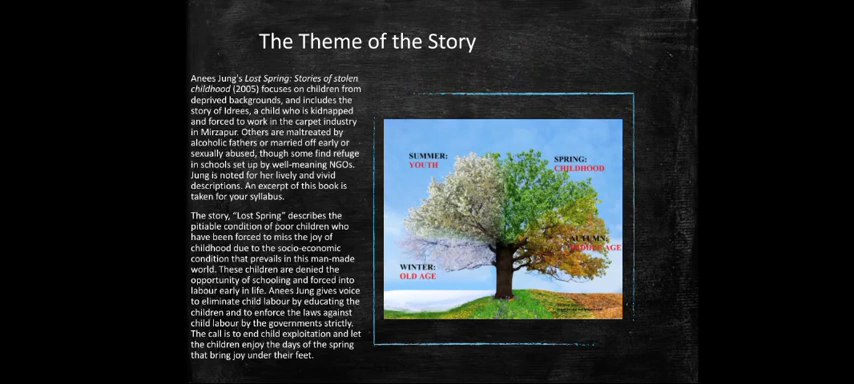 The Theme of the Story
Anees Jung's Lost Spring: Stories of stolen
childhood (2005) focuses on children from
deprived backgrounds, and includes the
story of Idrees, a child who is kidnapped
and forced to work in the carpet industry
in Mirzapur. Others are maltreated by
alcoholic fathers or married off early or
sexually abused, though some find refuge
in schools set up by well-meaning NGOs.
Jung is noted for her lively and vivid
descriptions. An excerpt of this book is
taken for your syllabus.
The story, "Lost Spring" describes the
pitiable condition of poor children who
have been forced to miss the joy of
childhood due to the socio-economic
condition that prevails in this man-made
world. These children are denied the
opportunity of schooling and forced into
labour early in life. Anees Jung gives voice
to eliminate child labour by educating the
children and to enforce the laws against
child labour by the governments strictly.
The call is to end child exploitation and let
the children enjoy the days of the spring
that bring joy under their feet.
SUMMER:
YOUTH
SPRING:
CHILDHOOD
AUTUMN:
MIDDLE AGE
WINTER:
OLD AGE